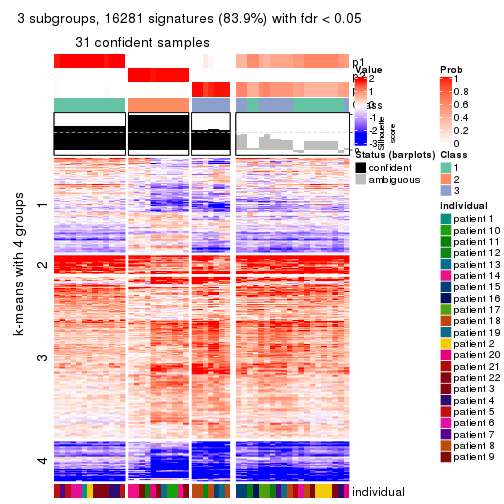 3 subgroups, 16281 signatures (83.9%) with fdr < 0.05
31 confident samples
p1
p2
Value
2
1
0
-1
-2
-3
Silhouette
score
Status (barplots)
confident
ambiguous
Prob
1
0.8
0.6
0.4
0.2
0
Class
1
2
3
individual
patient 1
patient 10
patient 11
patient 12
patient 13
patient 14
patient 15
patient 16
patient 17
patient 18
patient 19
patient 2
patient 20
patient 21
patient 22
patient 3
patient 4
patient 5
patient 6
patient 7
patient 8
patient 9
k-means with 4 groups
1
2
3
4
individual